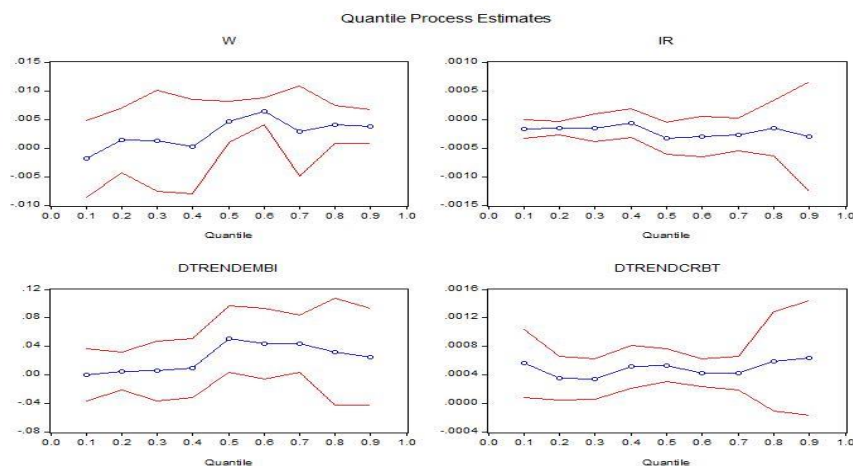 Quantile Process Estimates
W
.015
.010
.005
.000
-.005
-.010
0.0 0.1 0.2 0.3 0.4 0.5 0.6 0.7 0.8 0.9 1.0
Quantile
IR
.0010
.0005
.0000
-.0005
-.0010
-.0015
0.0 0.1 0.2 0.3 0.4 0.5 0.6 0.7 0.8 0.9 1.0
Quantile
DTRENDEMBI
.12
.08
.04
.00
-.04
-.08
0.0 0.1 0.2 0.3 0.4 0.5 0.6 0.7 0.8 0.9 1.0
Quantile
DTRENDCRBT
.0016
.0012
.0008
.0004
.0000
-.0004
0.0 0.1 0.2 0.3 0.4 0.5 0.6 0.7 0.8 0.9 1.0
Quantile